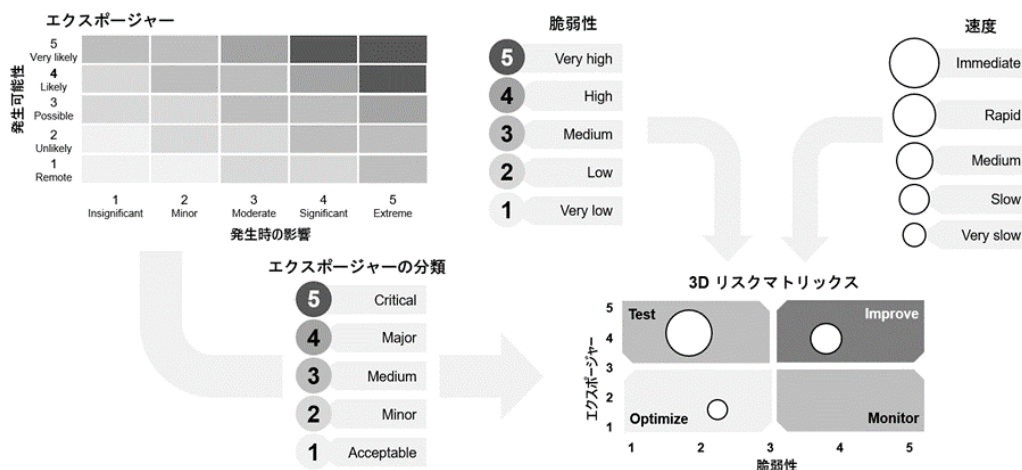 エクスポージャー
発生可能性
5
Very likely
4
Likely
3
Possible
2
Unlikely
1
Remote
1
Insignificant
2
Minor
3
Moderate
4
Significant
5
Extreme
発生時の影響
エクスポージャーの分類
5 Critical
4 Major
3 Medium
2 Minor
1 Acceptable
脆弱性
5 Very high
4 High
3 Medium
2 Low
1 Very low
速度
Immediate
Rapid
Medium
Slow
Very slow
3D リスクマトリックス
エクスポージャー
5
4
3
2
1
Test
Improve
Optimize
Monitor
1 2 3 4 5
脆弱性